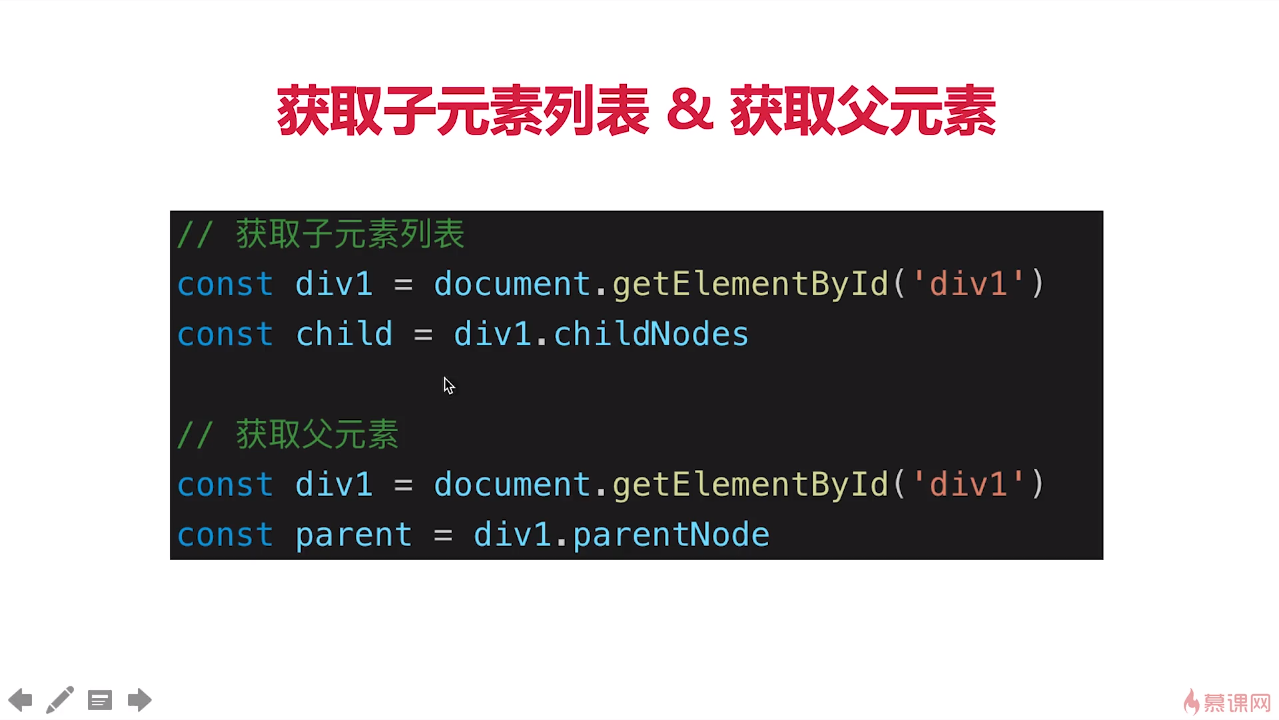 获取子元素列表 & 获取父元素
// 获取子元素列表
const div1 = document.getElementById('div1')
const child = div1.childNodes
// 获取父元素
const div1 = document.getElementById('div1')
const parent = div1.parentNode
慕课网